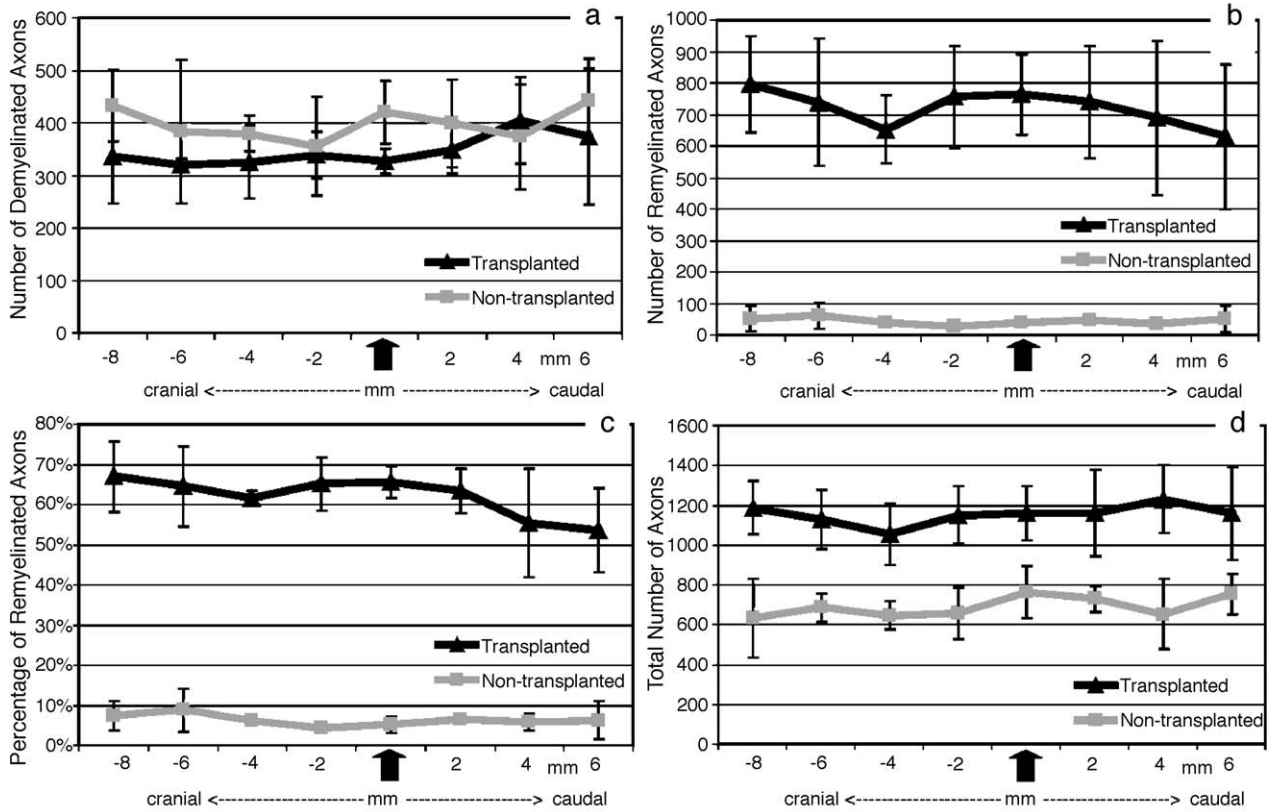 a
Number of Demyelinated Axons
600
500
400
300
200
100
0
Transplanted
Non-transplanted
-8 -6 -4 -2 2 4 mm 6
cranial <---------------------- mm ------------------> caudal
b
Number of Remyelinated Axons
1000
900
800
700
600
500
400
300
200
100
0
Transplanted
Non-transplanted
-8 -6 -4 -2 2 4 mm 6
cranial <---------------------- mm ------------------> caudal
c
Percentage of Remyelinated Axons
80%
70%
60%
50%
40%
30%
20%
10%
0%
Transplanted
Non-transplanted
-8 -6 -4 -2 2 4 mm 6
cranial <---------------------- mm ------------------> caudal
d
Total Number of Axons
1600
1400
1200
1000
800
600
400
200
0
Transplanted
Non-transplanted
-8 -6 -4 -2 2 4 mm 6
cranial <---------------------- mm ------------------> caudal